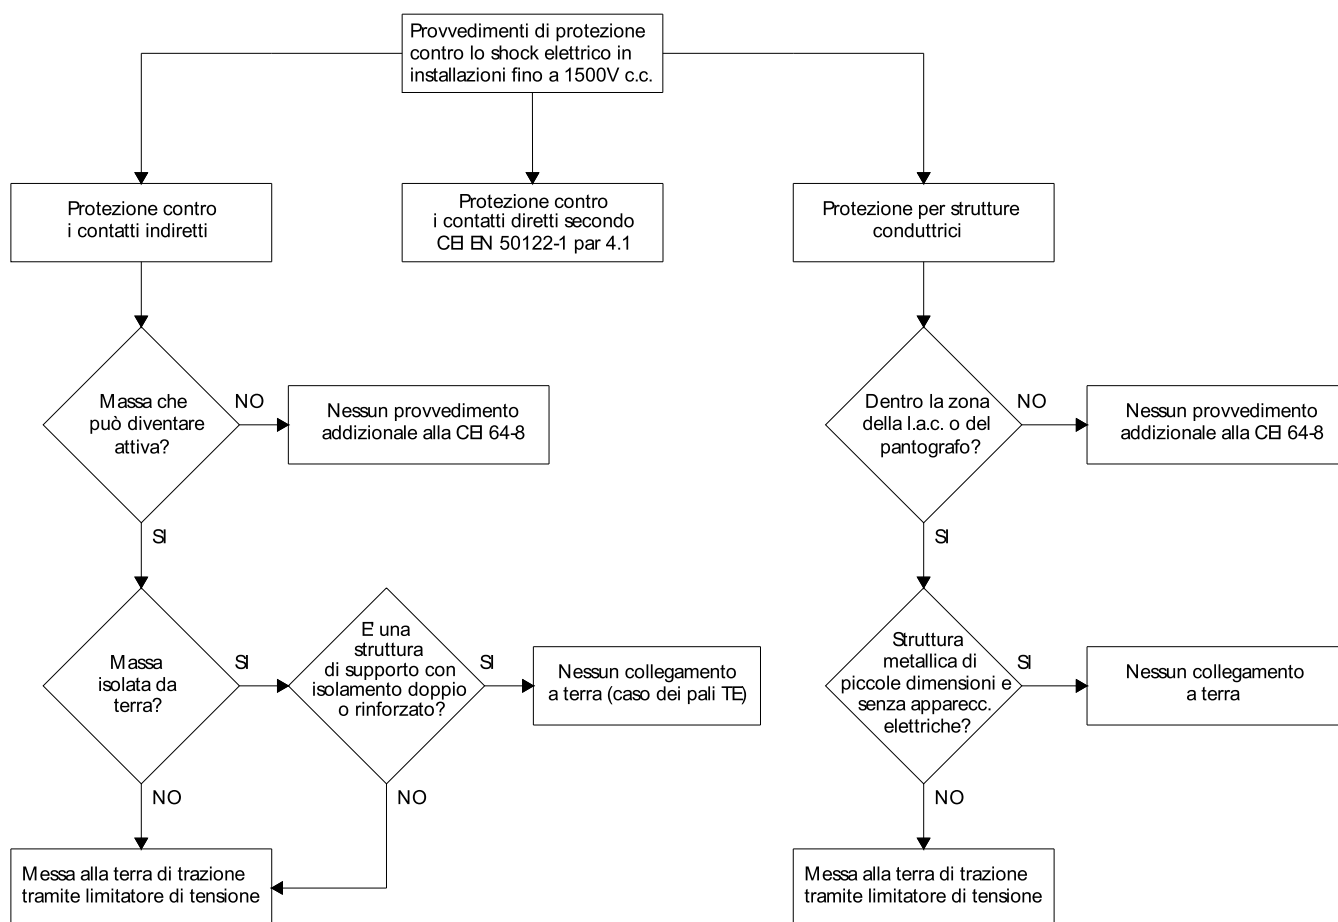 Provvedimenti di protezione
contro lo shock elettrico in
installazioni fino a 1500V c.c.
Protezione contro
i contatti indiretti
Protezione contro
i contatti diretti secondo
CEI EN 50122-1 par 4.1
Protezione per strutture
conduttrici
Massa che
può diventare
attiva?
NO
Nessun provvedimento
addizionale alla CEI 64-8
SI
Dentro la zona
della l.a.c. o del
pantografo?
NO
Nessun provvedimento
addizionale alla CEI 64-8
SI
Massa
isolata da
terra?
SI
E' una
struttura
di supporto con
isolamento doppio
o rinforzato?
SI
Nessun collegamento
a terra (caso dei pali TE)
NO
NO
Struttura
metallica di
piccole dimensioni e
senza apparecc.
elettriche?
SI
Nessun collegamento
a terra
NO
Messa alla terra di trazione
tramite limitatore di tensione
Messa alla terra di trazione
tramite limitatore di tensione